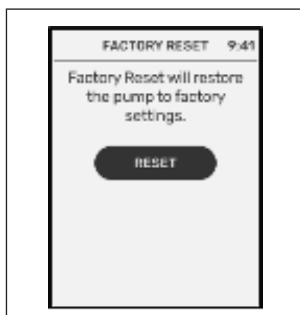 FACTORY RESET 9:41
Factory Reset will restore
the pump to factory
settings.
RESET